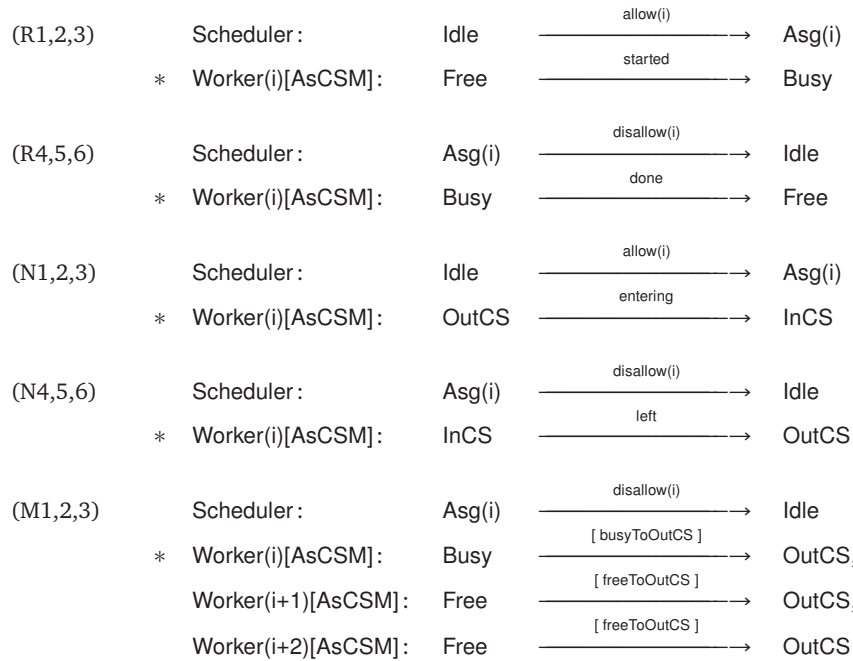 allow(i)
(R1,2,3) Scheduler: Idle ⟶ Asg(i)
started
∗ Worker(i)[AsCSM]: Free ⟶ Busy
disallow(i)
(R4,5,6) Scheduler: Asg(i) ⟶ Idle
done
∗ Worker(i)[AsCSM]: Busy ⟶ Free
allow(i)
(N1,2,3) Scheduler: Idle ⟶ Asg(i)
entering
∗ Worker(i)[AsCSM]: OutCS ⟶ InCS
disallow(i)
(N4,5,6) Scheduler: Asg(i) ⟶ Idle
left
∗ Worker(i)[AsCSM]: InCS ⟶ OutCS
disallow(i)
(M1,2,3) Scheduler: Asg(i) ⟶ Idle
[ busyToOutCS ]
∗ Worker(i)[AsCSM]: Busy ⟶ OutCS,
[ freeToOutCS ]
Worker(i+1)[AsCSM]: Free ⟶ OutCS,
[ freeToOutCS ]
Worker(i+2)[AsCSM]: Free ⟶ OutCS